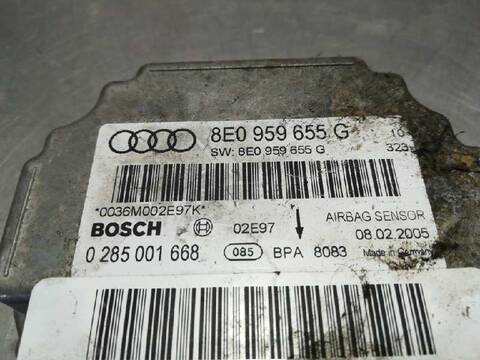 8E0 959 655 G
SW: 8E0 959 655 G
*0036M002E97K*
AIRBAG SENSOR
BOSCH 02E97 08.02.2005
0 285 001 668 085 BPA 8083 Made in Germany